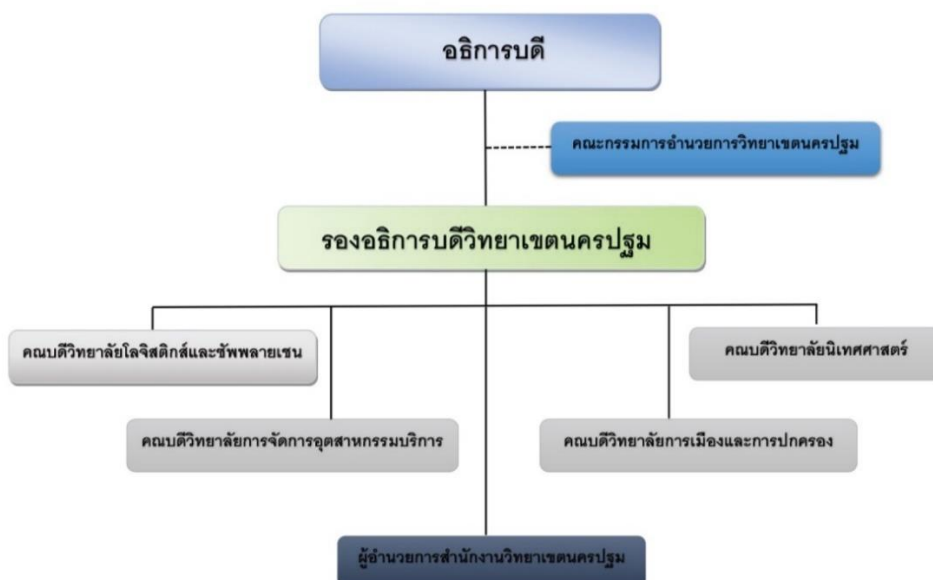 อธิการบดี
คณะกรรมการอำนวยการวิทยาเขตนครปฐม
รองอธิการบดีวิทยาเขตนครปฐม
คณบดีวิทยาลัยโลจิสติกส์และซัพพลายเชน
คณบดีวิทยาลัยนิเทศศาสตร์
คณบดีวิทยาลัยการจัดการอุตสาหกรรมบริการ
คณบดีวิทยาลัยการเมืองและการปกครอง
ผู้อำนวยการสำนักงานวิทยาเขตนครปฐม